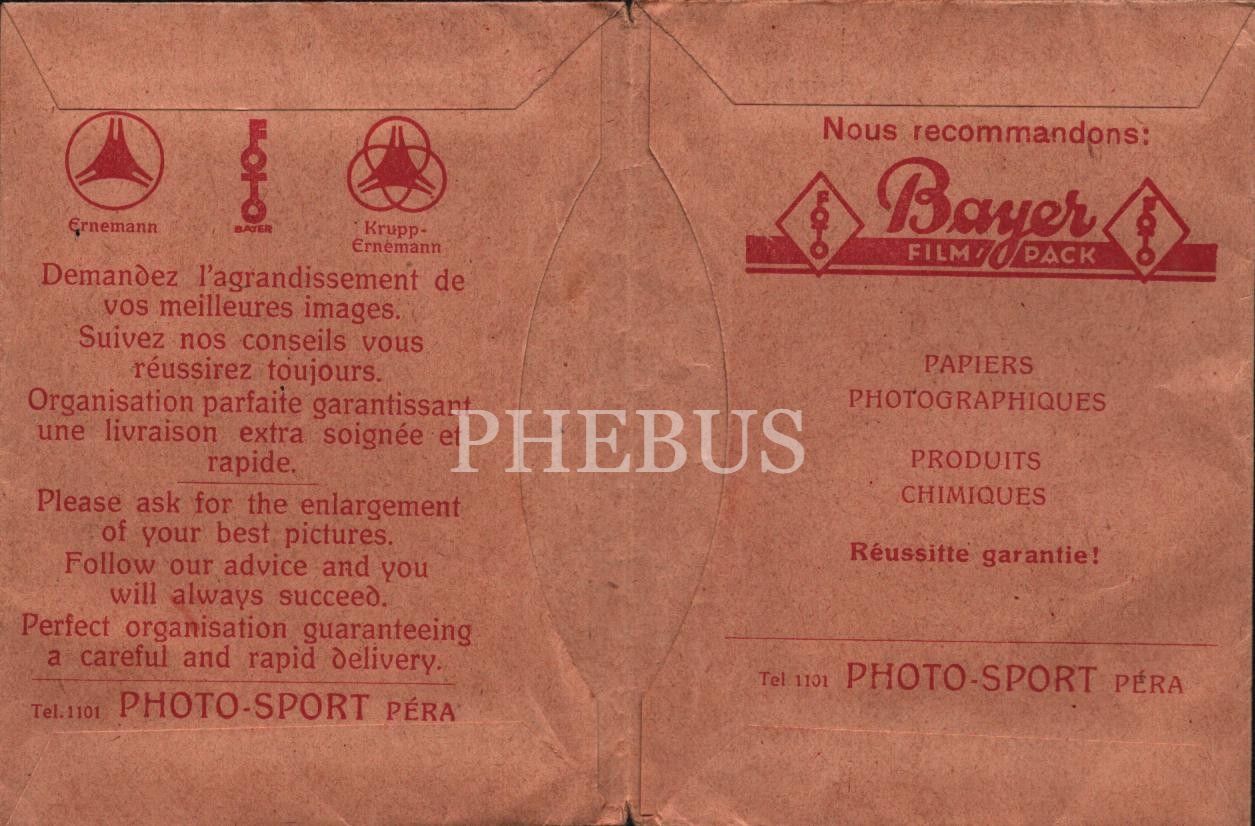 Ernemann
FOTO
BAYER
Krupp-
Ernemann
Demandez l'agrandissement de
vos meilleures images.
Suivez nos conseils vous
réussirez toujours.
Organisation parfaite garantissant
une livraison extra soignée et
rapide.
Please ask for the enlargement
of your best pictures.
Follow our advice and you
will always succeed.
Perfect organisation guaranteeing
a careful and rapid delivery.
Tel. 1101 PHOTO-SPORT PÉRA
PHEBUS
Nous recommandons:
FOTO
Bayer
FOTO
FILM/PACK
PAPIERS
PHOTOGRAPHIQUES
PRODUITS
CHIMIQUES
Réussitte garantie!
Tel 1101 PHOTO-SPORT PÉRA